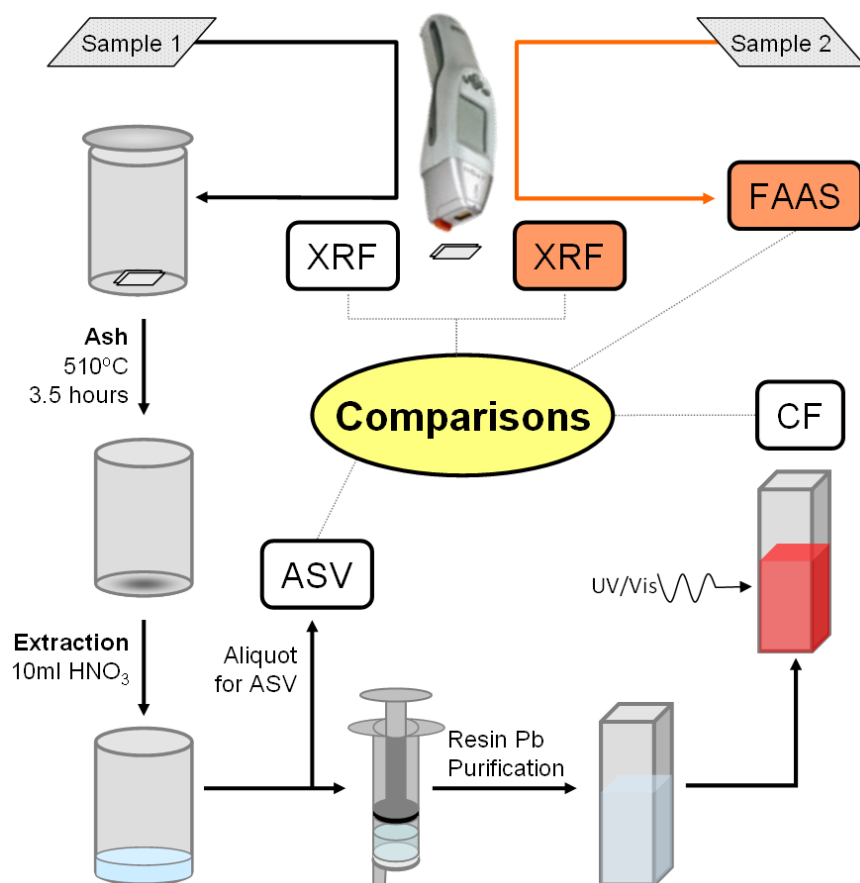 Sample 1
Sample 2
FAAS
XRF
XRF
Ash
510°C
3.5 hours
Comparisons
CF
ASV
UV/Vis
Extraction
10ml HNO₃
Aliquot
for ASV
Resin Pb
Purification